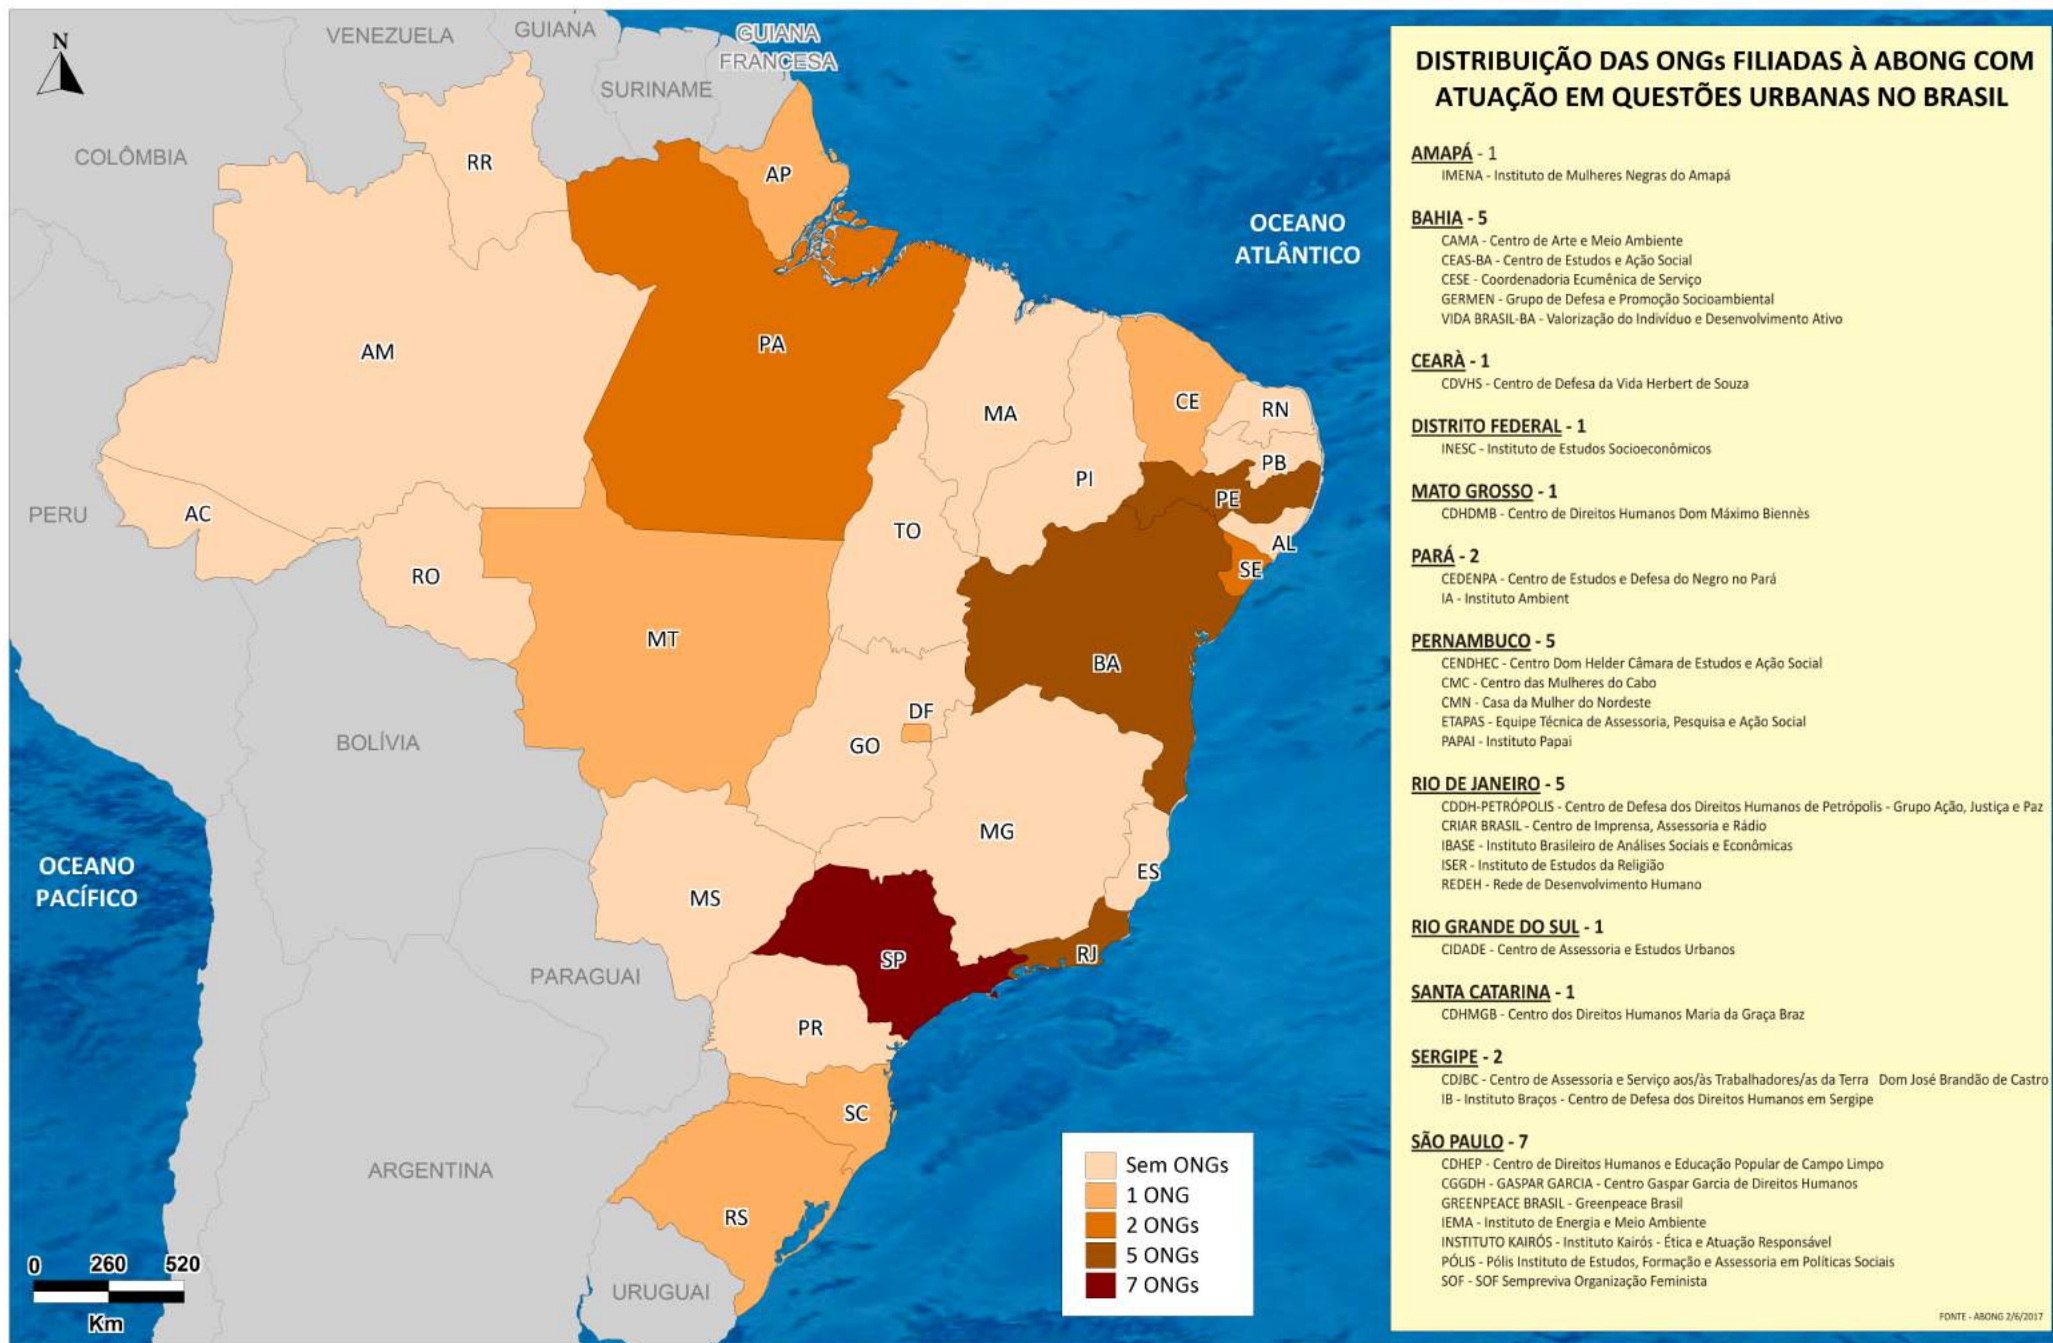 N
VENEZUELA
GUIANA
GUIANA
FRANCESA
SURINAME
COLÔMBIA
RR
AP
OCEANO
ATLÂNTICO
AM
PA
MA
CE
RN
PB
PI
PE
PERU
AC
TO
AL
SE
RO
MT
BA
DF
GO
BOLÍVIA
MG
ES
OCEANO
PACÍFICO
MS
SP
RJ
PARAGUAI
PR
SC
ARGENTINA
RS
URUGUAI
0 260 520
Km
Sem ONGs
1 ONG
2 ONGs
5 ONGs
7 ONGs
DISTRIBUIÇÃO DAS ONGs FILIADAS À ABONG COM
ATUAÇÃO EM QUESTÕES URBANAS NO BRASIL
AMAPÁ - 1
IMENA - Instituto de Mulheres Negras do Amapá
BAHIA - 5
CAMA - Centro de Arte e Meio Ambiente
CEAS-BA - Centro de Estudos e Ação Social
CESE - Coordenadoria Ecumênica de Serviço
GERMEN - Grupo de Defesa e Promoção Socioambiental
VIDA BRASIL-BA - Valorização do Indivíduo e Desenvolvimento Ativo
CEARÀ - 1
CDVHS - Centro de Defesa da Vida Herbert de Souza
DISTRITO FEDERAL - 1
INESC - Instituto de Estudos Socioeconômicos
MATO GROSSO - 1
CDHDMB - Centro de Direitos Humanos Dom Máximo Biennès
PARÁ - 2
CEDENPA - Centro de Estudos e Defesa do Negro no Pará
IA - Instituto Ambient
PERNAMBUCO - 5
CENDHEC - Centro Dom Helder Câmara de Estudos e Ação Social
CMC - Centro das Mulheres do Cabo
CMN - Casa da Mulher do Nordeste
ETAPAS - Equipe Técnica de Assessoria, Pesquisa e Ação Social
PAPAI - Instituto Papai
RIO DE JANEIRO - 5
CDDH-PETRÓPOLIS - Centro de Defesa dos Direitos Humanos de Petrópolis - Grupo Ação, Justiça e Paz
CRIAR BRASIL - Centro de Imprensa, Assessoria e Rádio
IBASE - Instituto Brasileiro de Análises Sociais e Econômicas
ISER - Instituto de Estudos da Religião
REDEH - Rede de Desenvolvimento Humano
RIO GRANDE DO SUL - 1
CIDADE - Centro de Assessoria e Estudos Urbanos
SANTA CATARINA - 1
CDHMGB - Centro dos Direitos Humanos Maria da Graça Braz
SERGIPE - 2
CDJBC - Centro de Assessoria e Serviço aos/às Trabalhadores/as da Terra Dom José Brandão de Castro
IB - Instituto Braços - Centro de Defesa dos Direitos Humanos em Sergipe
SÃO PAULO - 7
CDHEP - Centro de Direitos Humanos e Educação Popular de Campo Limpo
CGGDH - GASPAR GARCIA - Centro Gaspar Garcia de Direitos Humanos
GREENPEACE BRASIL - Greenpeace Brasil
IEMA - Instituto de Energia e Meio Ambiente
INSTITUTO KAIRÓS - Instituto Kairós - Ética e Atuação Responsável
PÓLIS - Pólis Instituto de Estudos, Formação e Assessoria em Políticas Sociais
SOF - SOF Sempreviva Organização Feminista
FONTE - ABONG 2/6/2017